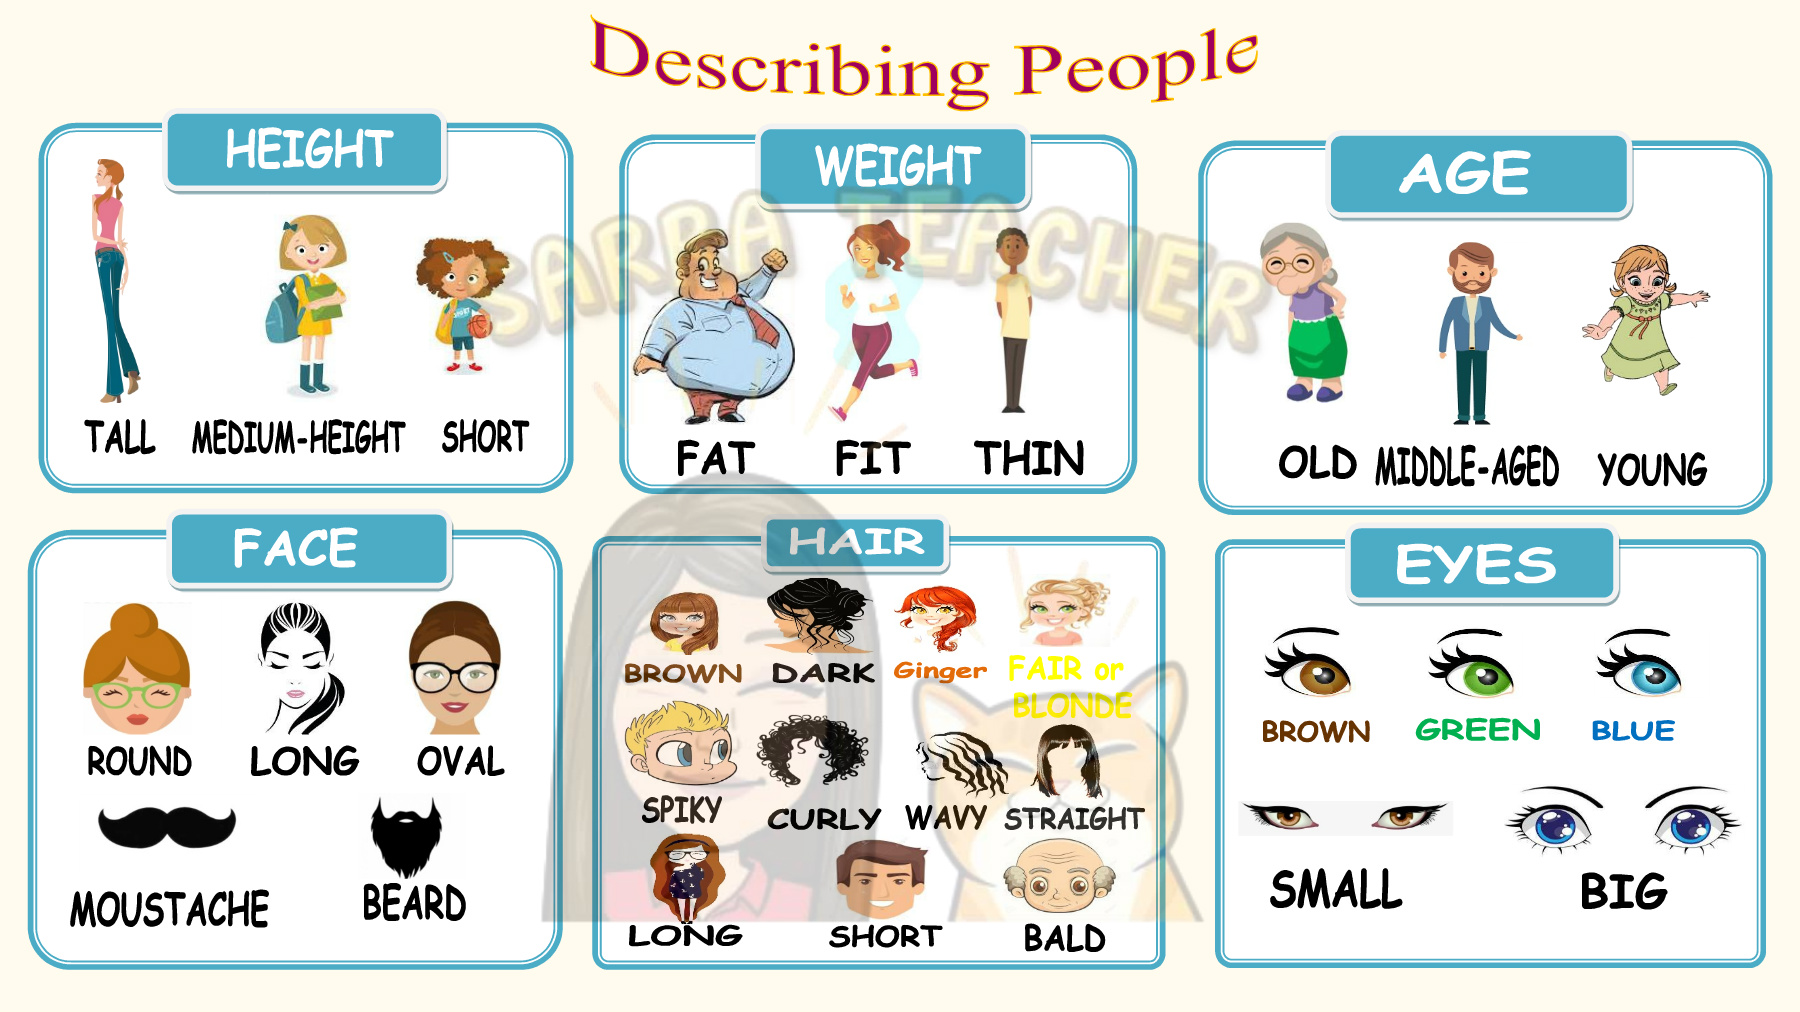 Describing People
HEIGHT
TALL MEDIUM-HEIGHT SHORT
WEIGHT
FAT FIT THIN
AGE
OLD MIDDLE-AGED YOUNG
SARRA TEACHER
FACE
ROUND LONG OVAL
MOUSTACHE BEARD
HAIR
BROWN DARK Ginger FAIR or
BLONDE
SPIKY CURLY WAVY STRAIGHT
LONG SHORT BALD
EYES
BROWN GREEN BLUE
SMALL BIG